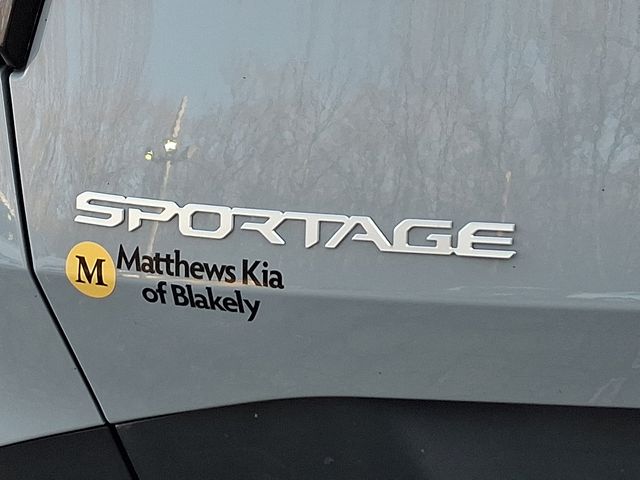 SPORTAGE
M
Matthews Kia
of Blakely